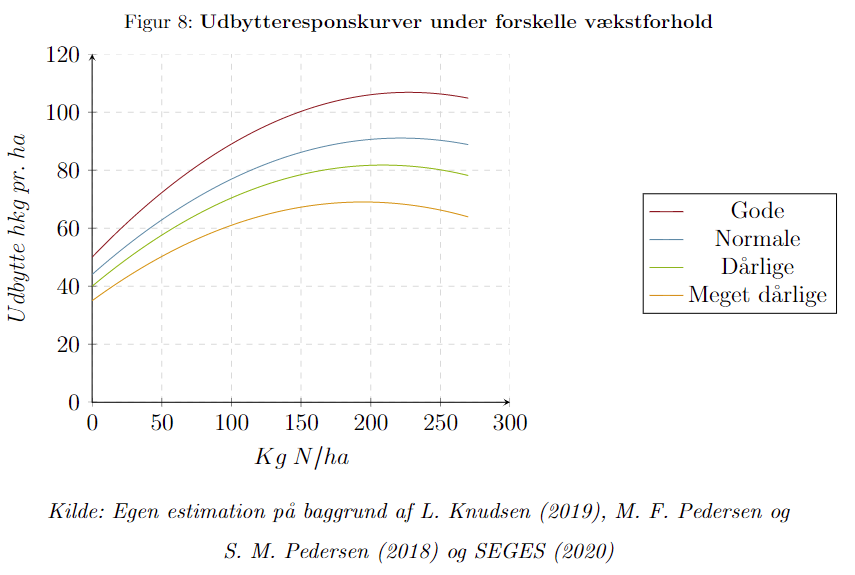 Figur 8: Udbytteresponskurver under forskelle vækstforhold
120
100
80
60
40
20
0
Udbytte hkg pr. ha
0 50 100 150 200 250 300
Kg N/ha
Gode
Normale
Dårlige
Meget dårlige
Kilde: Egen estimation på baggrund af L. Knudsen (2019), M. F. Pedersen og
S. M. Pedersen (2018) og SEGES (2020)